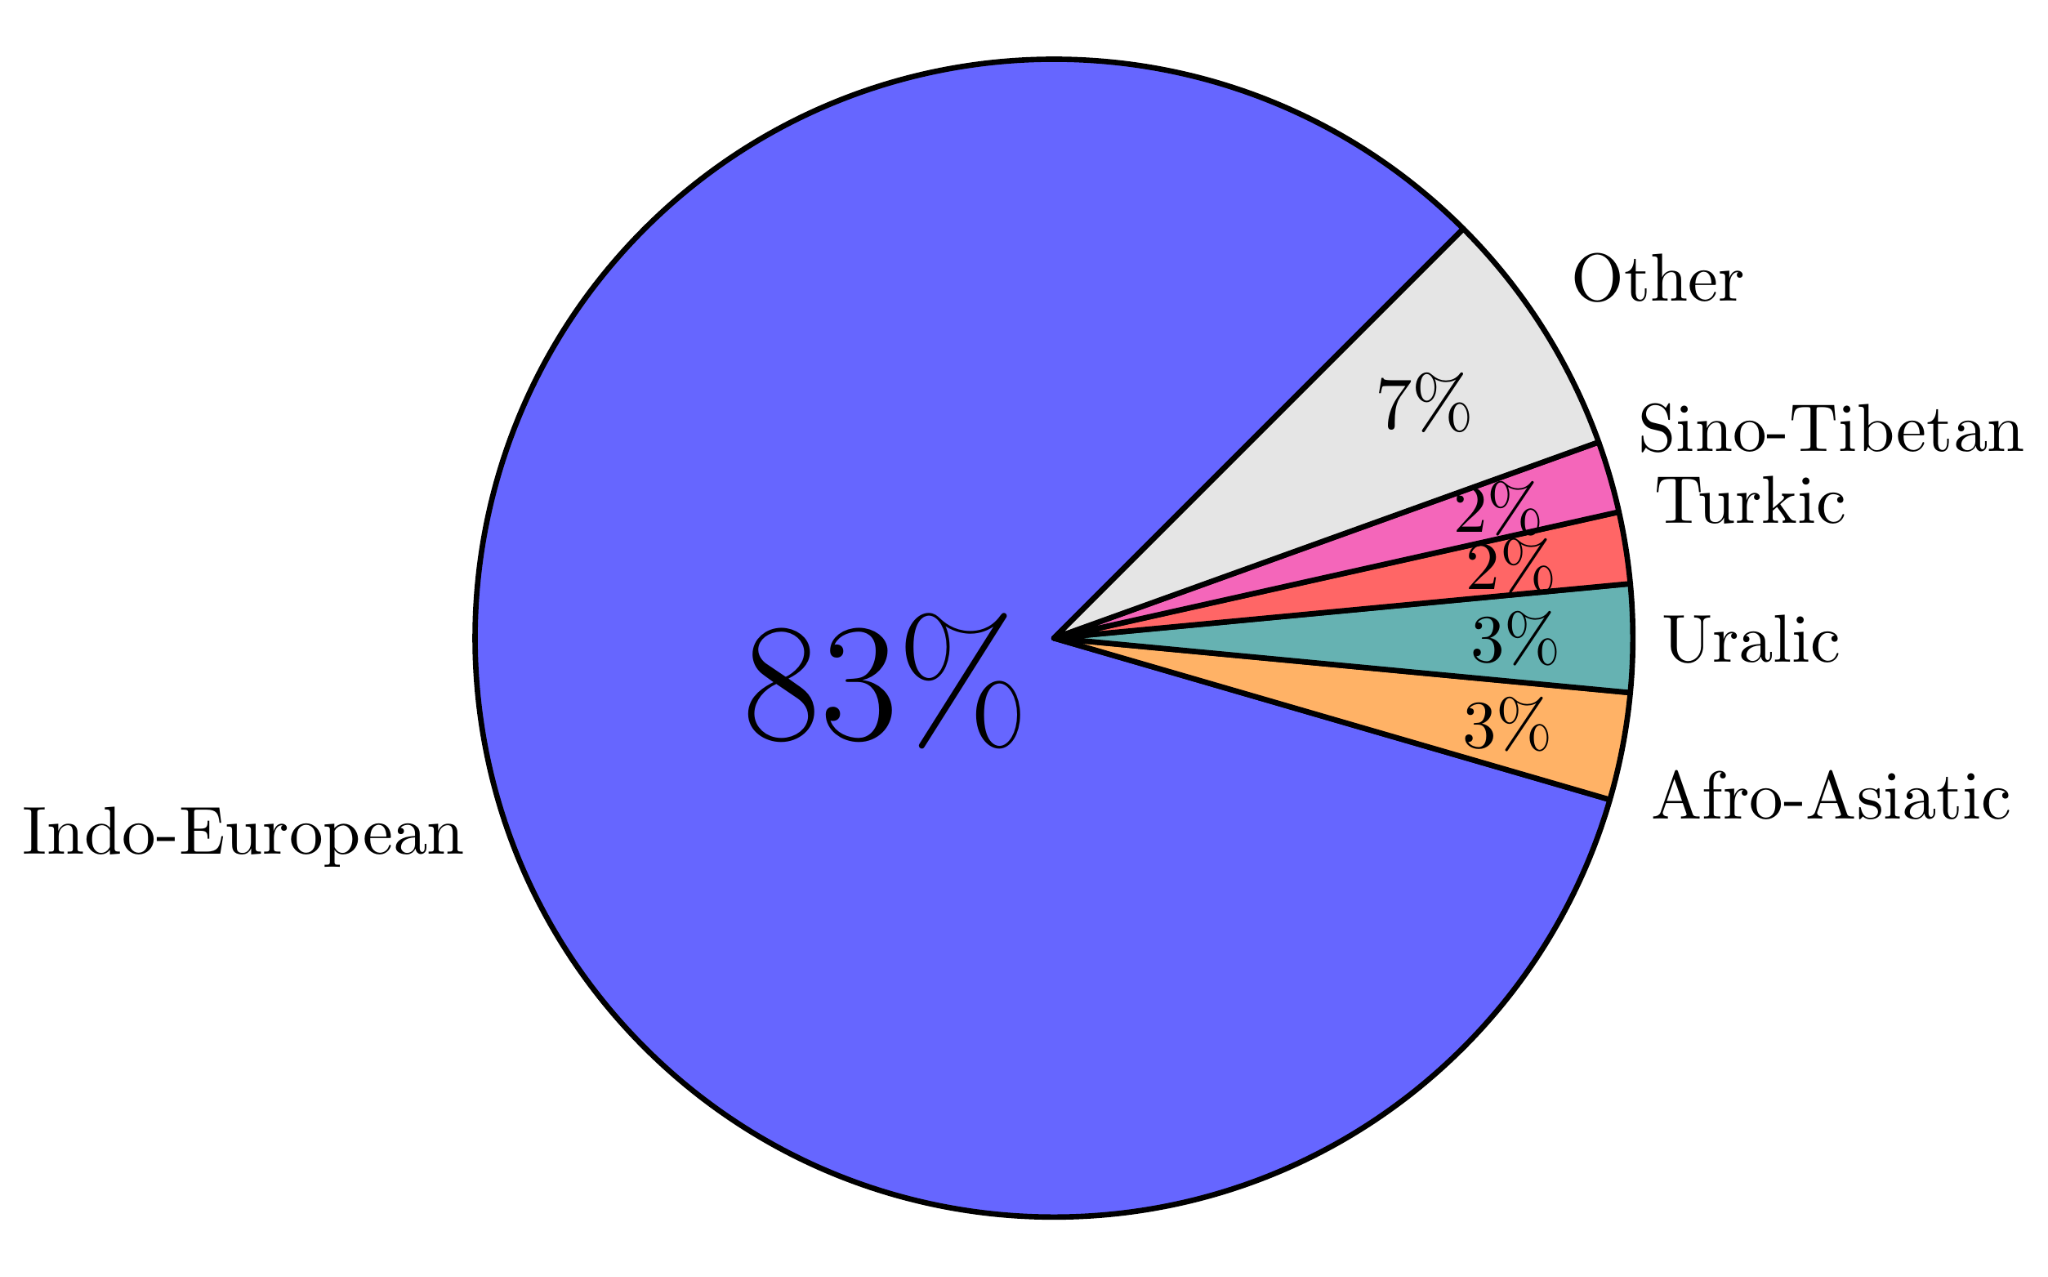 Other
7%
Sino-Tibetan
2%
Turkic
2%
Uralic
3%
83%
3%
Afro-Asiatic
Indo-European